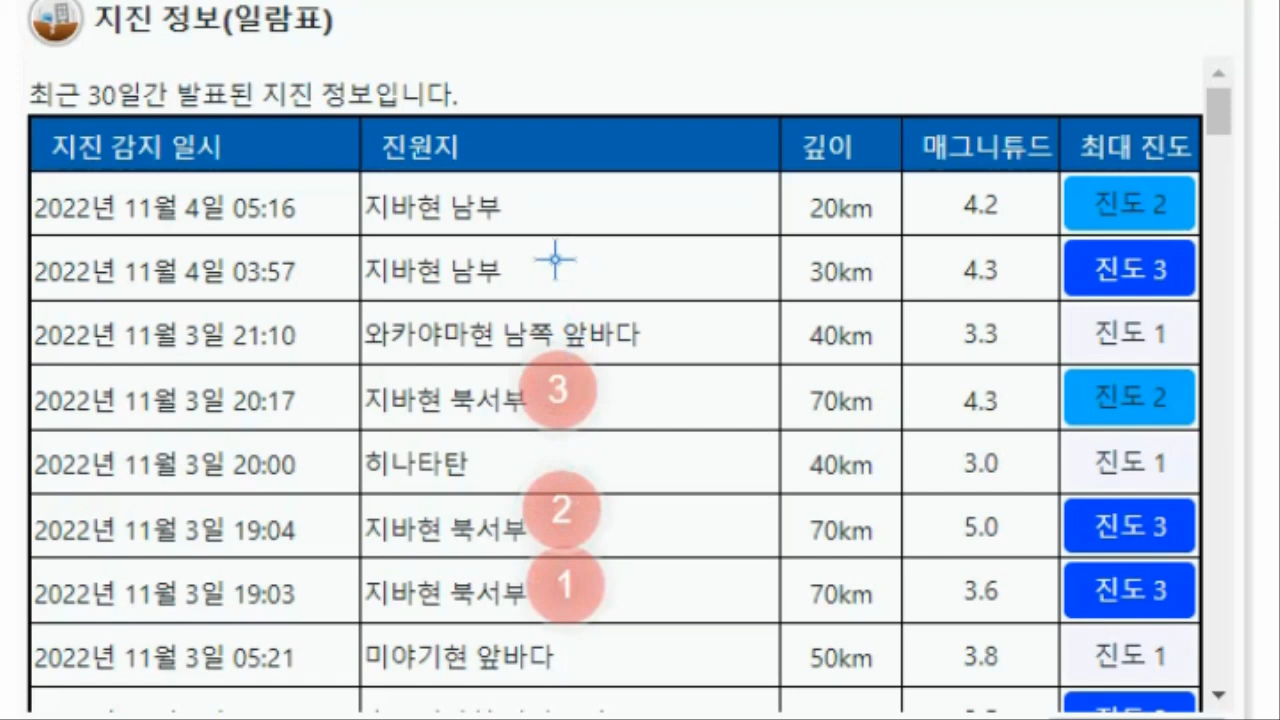 지진 정보(일람표)
최근 30일간 발표된 지진 정보입니다.
지진 감지 일시 진원지 깊이 매그니튜드 최대 진도
2022년 11월 4일 05:16 지바현 남부 20km 4.2 진도 2
2022년 11월 4일 03:57 지바현 남부 30km 4.3 진도 3
2022년 11월 3일 21:10 와카야마현 남쪽 앞바다 40km 3.3 진도 1
2022년 11월 3일 20:17 지바현 북서부 3 70km 4.3 진도 2
2022년 11월 3일 20:00 히나타탄 40km 3.0 진도 1
2022년 11월 3일 19:04 지바현 북서부 2 70km 5.0 진도 3
2022년 11월 3일 19:03 지바현 북서부 1 70km 3.6 진도 3
2022년 11월 3일 05:21 미야기현 앞바다 50km 3.8 진도 1